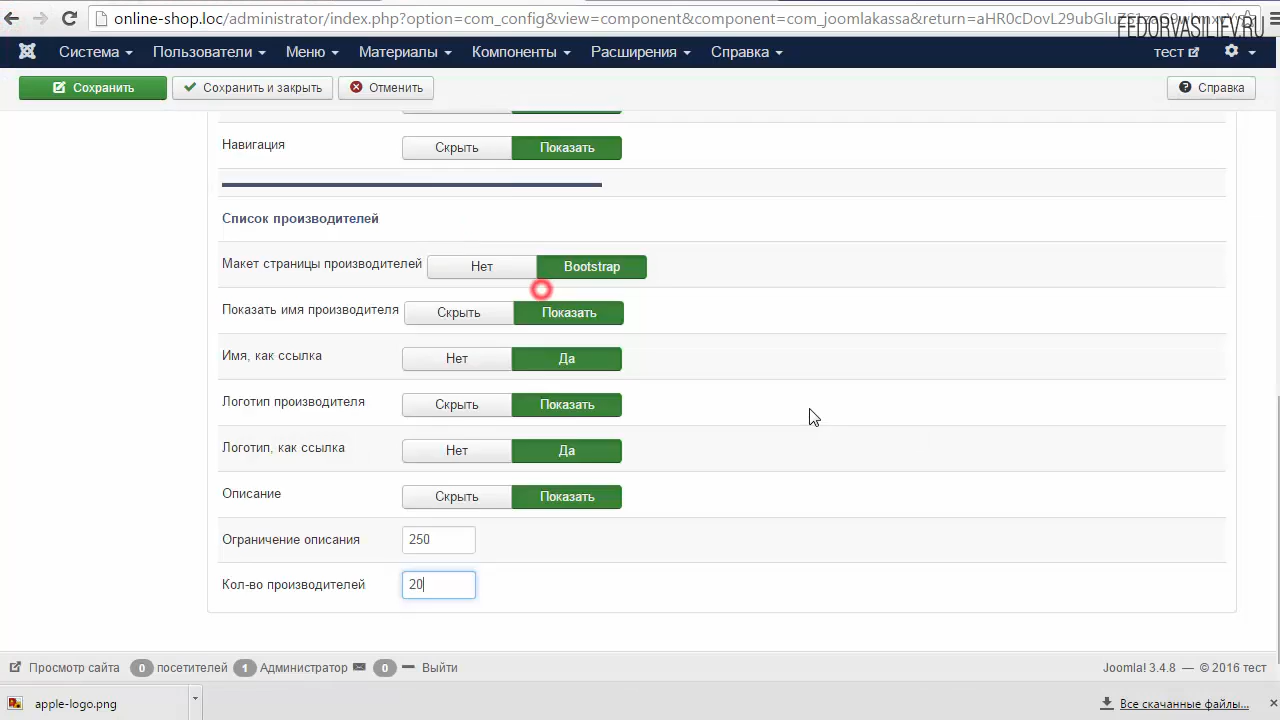 online-shop.loc/administrator/index.php?option=com_config&view=component&component=com_joomlakassa&return=
FEDORVASILIEV.RU
Система Пользователи Меню Материалы Компоненты Расширения Справка тест
Сохранить Сохранить и закрыть Отменить Справка
Навигация Скрыть Показать
Список производителей
Макет страницы производителей Нет Bootstrap
Показать имя производителя Скрыть Показать
Имя, как ссылка Нет Да
Логотип производителя Скрыть Показать
Логотип, как ссылка Нет Да
Описание Скрыть Показать
Ограничение описания 250
Кол-во производителей 20
Просмотр сайта 0 посетителей 1 Администратор 0 Выйти Joomla! 3.4.8 — © 2016 тест
apple-logo.png Все скачанные файлы...